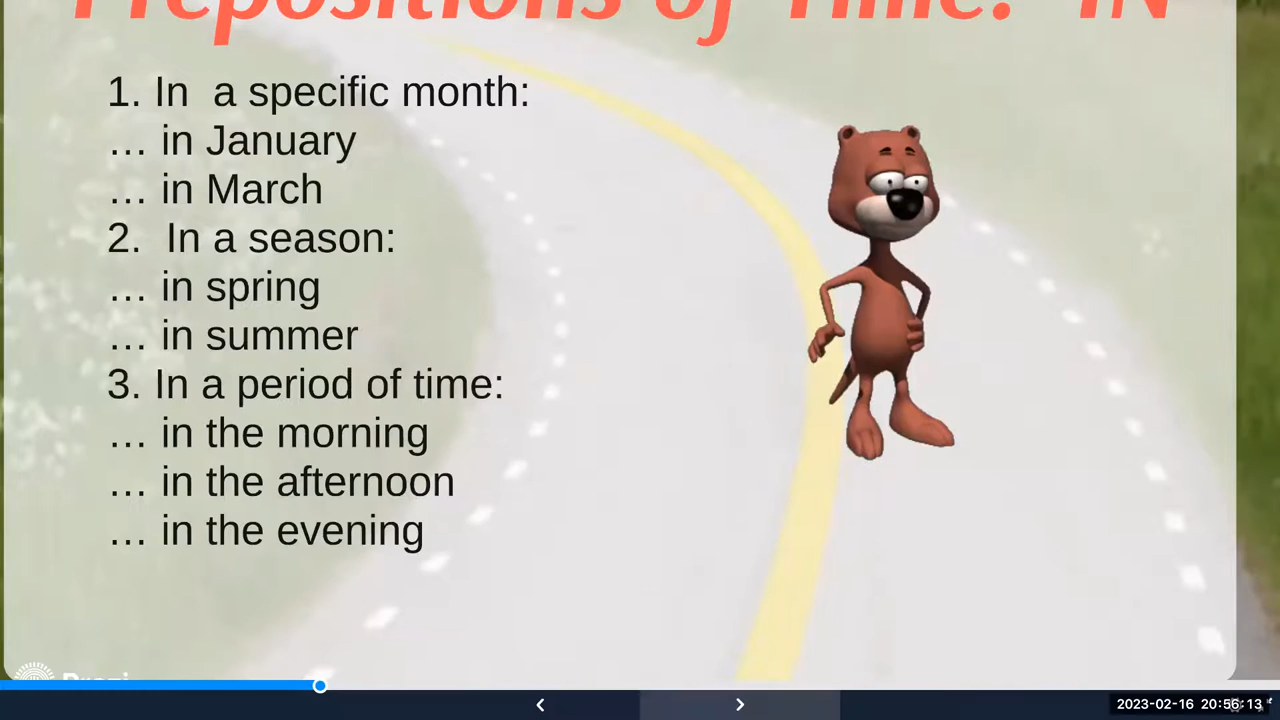 Prepositions of Time: IN
1. In a specific month:
... in January
... in March
2. In a season:
... in spring
... in summer
3. In a period of time:
... in the morning
... in the afternoon
... in the evening
Prezi
2023-02-16 20:56:13